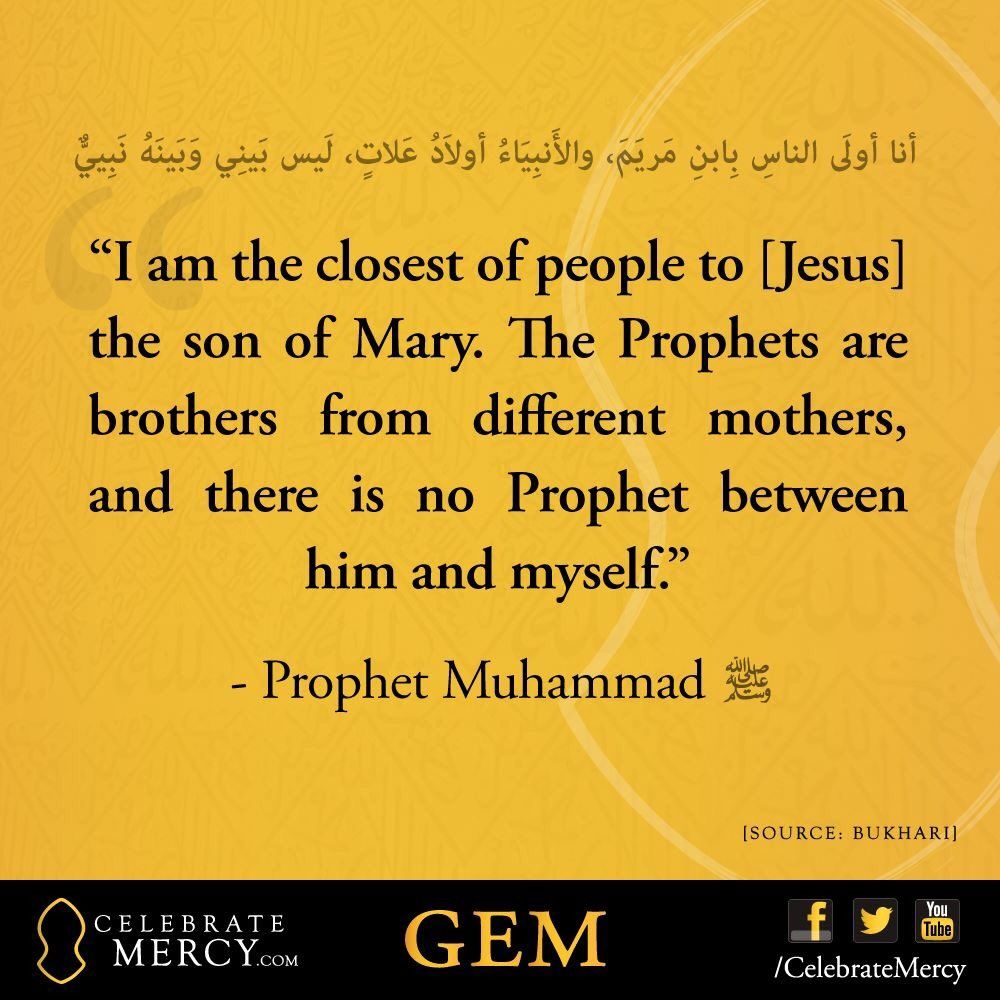 أنا أولَى الناسِ بِابنِ مَريَمَ، والأَنبِيَاءُ أولاَدُ عَلاتٍ، لَيس بَينِي وَبَينَهُ نَبِييٌّ
“I am the closest of people to [Jesus]
the son of Mary. The Prophets are
brothers from different mothers,
and there is no Prophet between
him and myself.”
- Prophet Muhammad ﷺ
[SOURCE: BUKHARI]
CELEBRATE
MERCY.COM
GEM
f
You
Tube
/CelebrateMercy